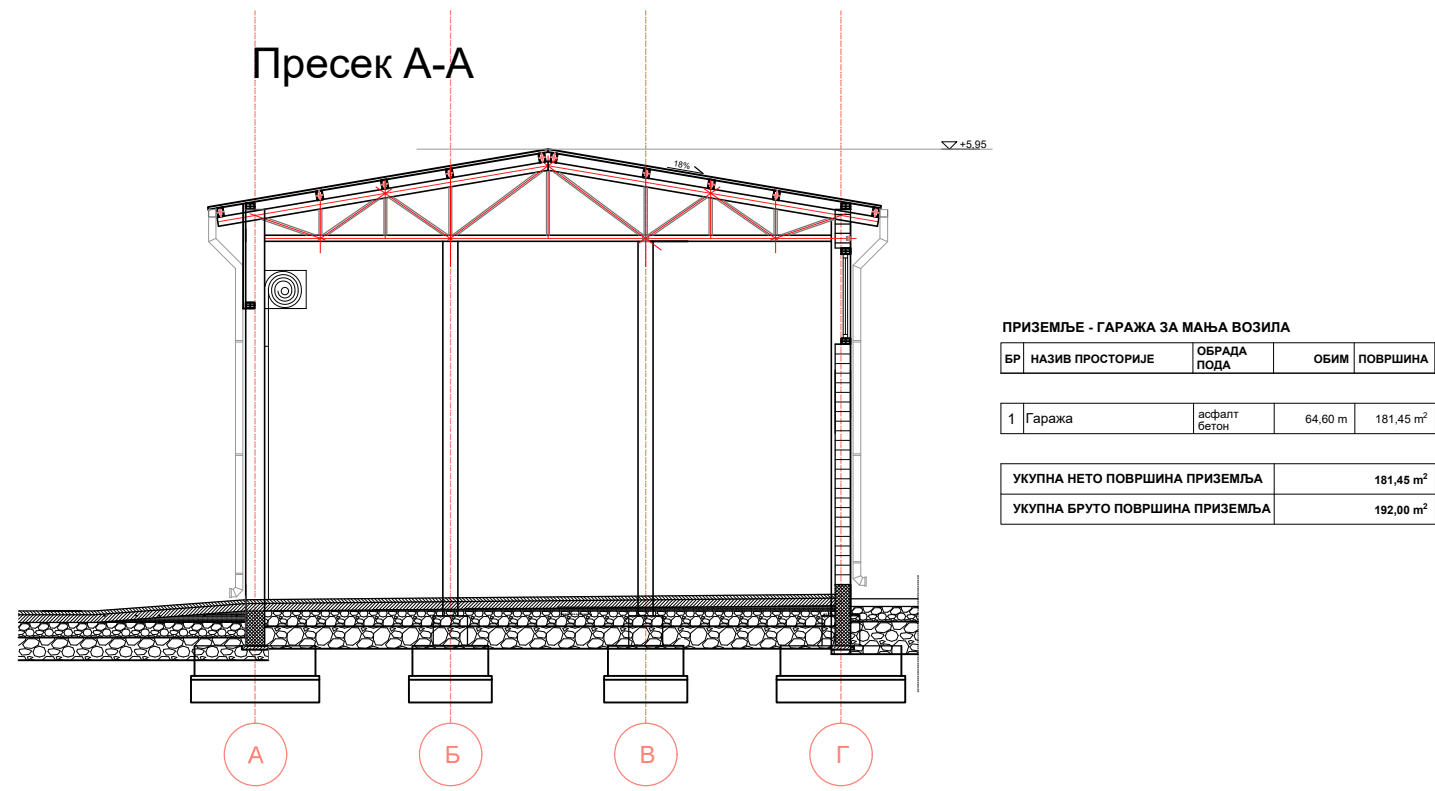 Пресек А-А
+5,95
18%
ПРИЗЕМЉЕ - ГАРАЖА ЗА МАЊА ВОЗИЛА
БР НАЗИВ ПРОСТОРИЈЕ ОБРАДА ПОДА ОБИМ ПОВРШИНА
1 Гаража асфалт бетон 64,60 m 181,45 m²
УКУПНА НЕТО ПОВРШИНА ПРИЗЕМЉА 181,45 m²
УКУПНА БРУТО ПОВРШИНА ПРИЗЕМЉА 192,00 m²
А Б В Г